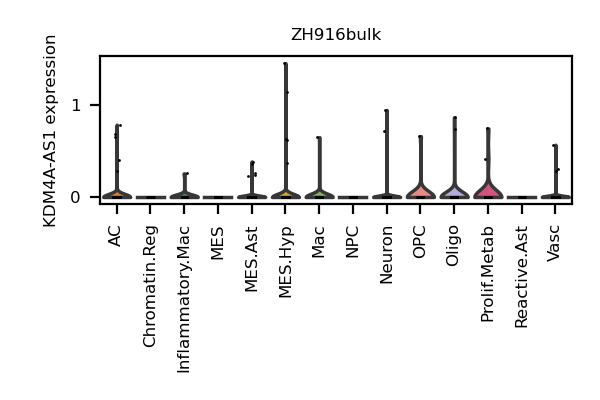 ZH916bulk
KDM4A-AS1 expression
1
0
AC
Chromatin.Reg
Inflammatory.Mac
MES
MES.Ast
MES.Hyp
Mac
NPC
Neuron
OPC
Oligo
Prolif.Metab
Reactive.Ast
Vasc